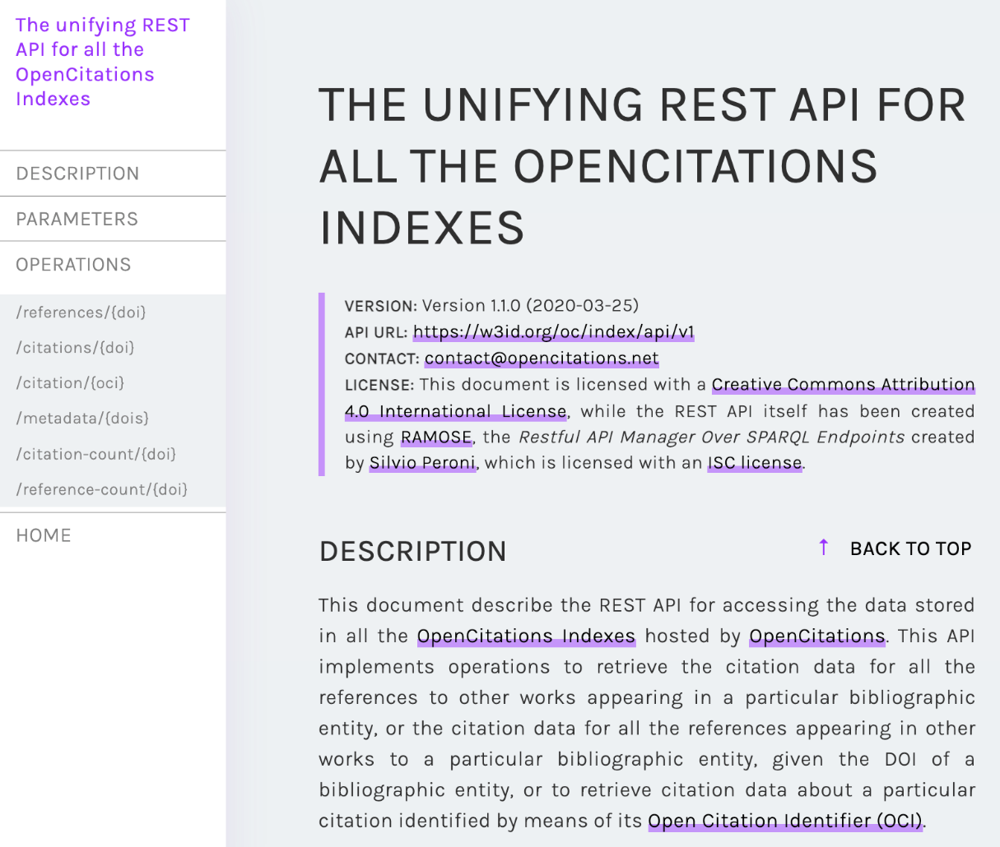 The unifying REST
API for all the
OpenCitations
Indexes
DESCRIPTION
PARAMETERS
OPERATIONS
/references/{doi}
/citations/{doi}
/citation/{oci}
/metadata/{dois}
/citation-count/{doi}
/reference-count/{doi}
HOME
THE UNIFYING REST API FOR
ALL THE OPENCITATIONS
INDEXES
VERSION: Version 1.1.0 (2020-03-25)
API URL: https://w3id.org/oc/index/api/v1
CONTACT: contact@opencitations.net
LICENSE: This document is licensed with a Creative Commons Attribution
4.0 International License, while the REST API itself has been created
using RAMOSE, the Restful API Manager Over SPARQL Endpoints created
by Silvio Peroni, which is licensed with an ISC license.
DESCRIPTION
↑ BACK TO TOP
This document describe the REST API for accessing the data stored
in all the OpenCitations Indexes hosted by OpenCitations. This API
implements operations to retrieve the citation data for all the
references to other works appearing in a particular bibliographic
entity, or the citation data for all the references appearing in other
works to a particular bibliographic entity, given the DOI of a
bibliographic entity, or to retrieve citation data about a particular
citation identified by means of its Open Citation Identifier (OCI).